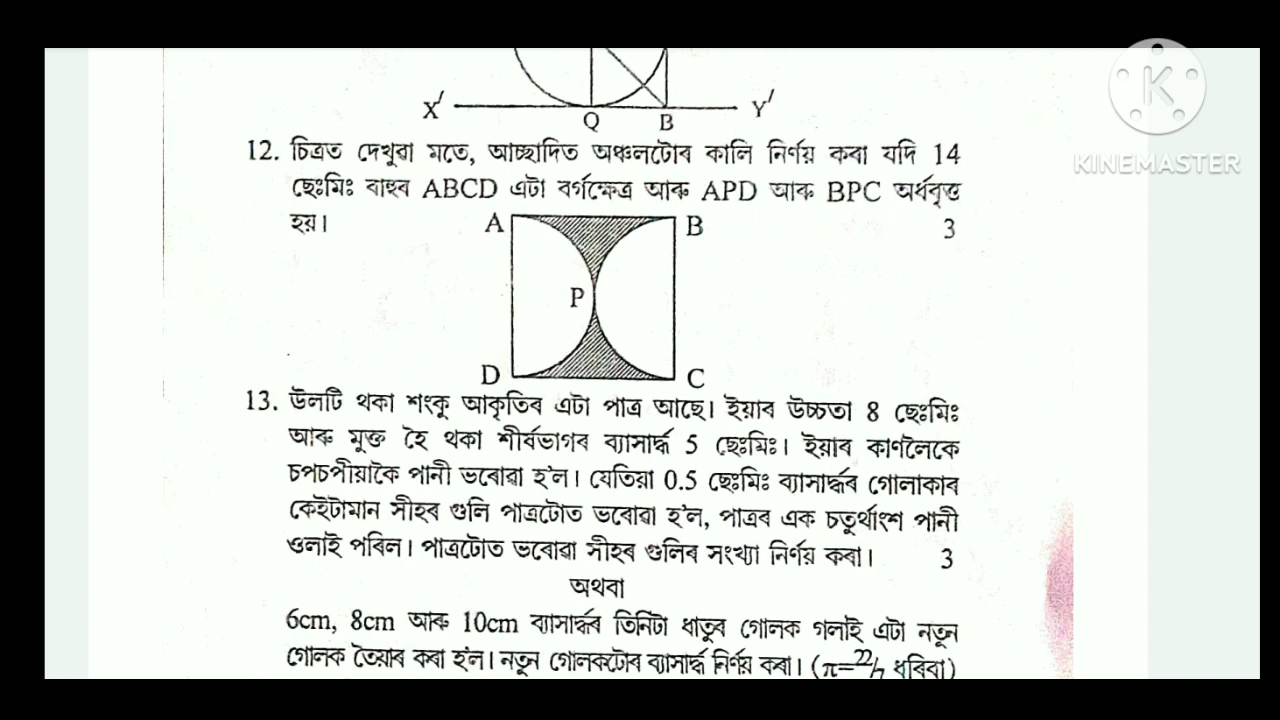 X′ Q B Y′
K
KINEMASTER
12. চিত্ৰত দেখুৱা মতে, আচ্ছাদিত অঞ্চলটোৰ কালি নিৰ্ণয় কৰা যদি 14
ছেঃমিঃ বাহুৰ ABCD এটা বৰ্গক্ষেত্ৰ আৰু APD আৰু BPC অৰ্ধবৃত্ত
হয়। 3
A B
P
D C
13. উলটি থকা শংকু আকৃতিৰ এটা পাত্ৰ আছে। ইয়াৰ উচ্চতা 8 ছেঃমিঃ
আৰু মুক্ত হৈ থকা শীৰ্ষভাগৰ ব্যাসাৰ্দ্ধ 5 ছেঃমিঃ। ইয়াৰ কাণলৈকে
চপচপীয়াকৈ পানী ভৰোৱা হ'ল। যেতিয়া 0.5 ছেঃমিঃ ব্যাসাৰ্দ্ধৰ গোলাকাৰ
কেইটামান সীহৰ গুলি পাত্ৰটোত ভৰোৱা হ'ল, পাত্ৰৰ এক চতুৰ্থাংশ পানী
ওলাই পৰিল। পাত্ৰটোত ভৰোৱা সীহৰ গুলিৰ সংখ্যা নিৰ্ণয় কৰা। 3
অথবা
6cm, 8cm আৰু 10cm ব্যাসাৰ্দ্ধৰ তিনিটা ধাতুৰ গোলক গলাই এটা নতুন
গোলক তৈয়াৰ কৰা হ'ল। নতুন গোলকটোৰ ব্যাসাৰ্দ্ধ নিৰ্ণয় কৰা। (π=22/7 ধৰিবা)